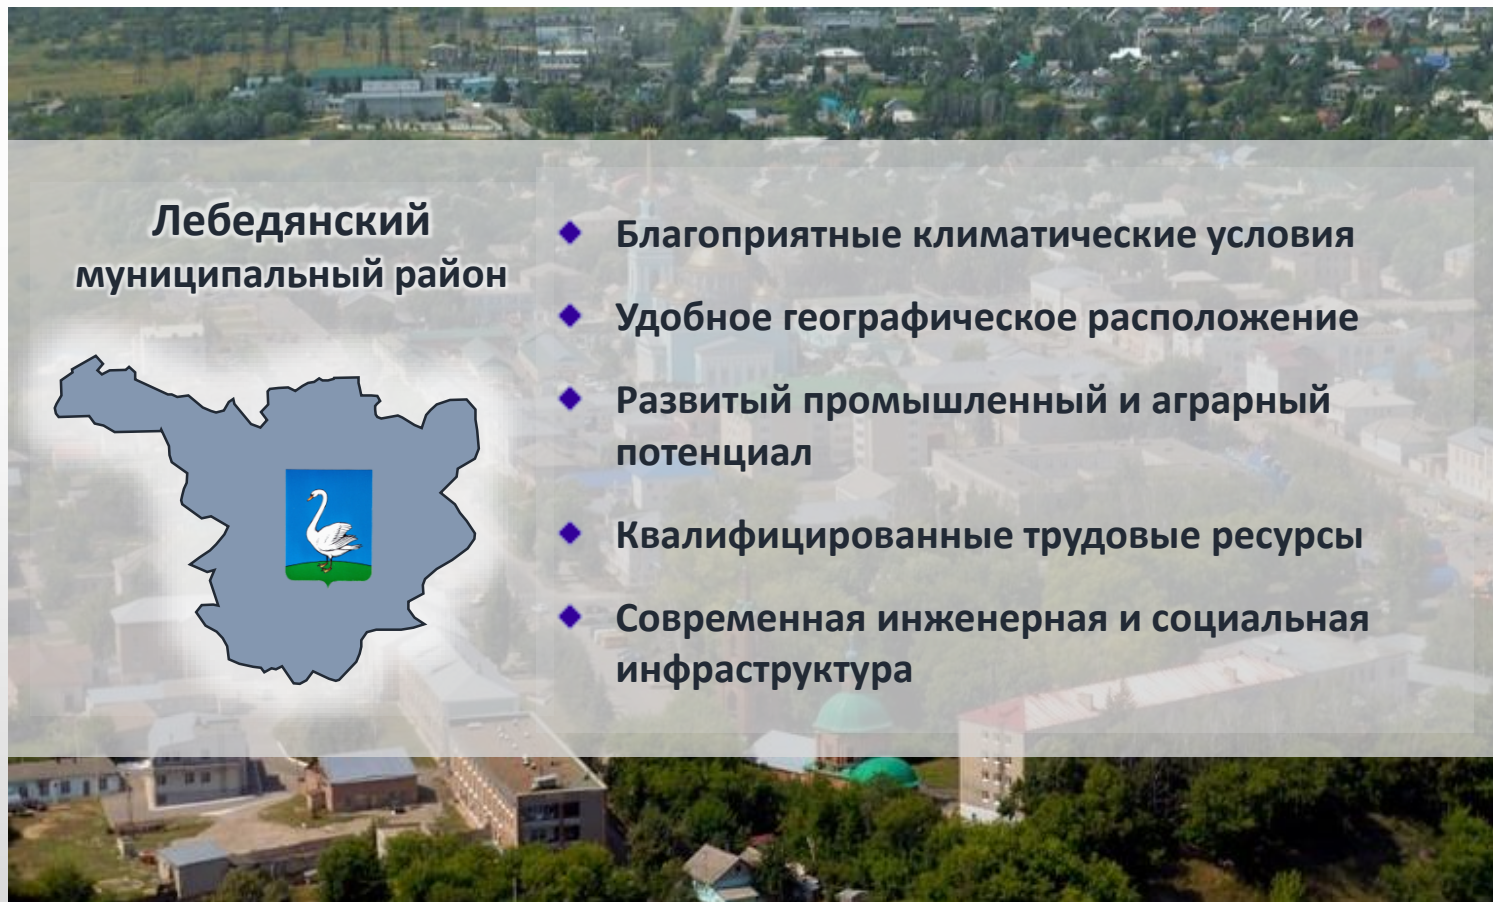 Лебедянский
муниципальный район
Благоприятные климатические условия
Удобное географическое расположение
Развитый промышленный и аграрный
потенциал
Квалифицированные трудовые ресурсы
Современная инженерная и социальная
инфраструктура